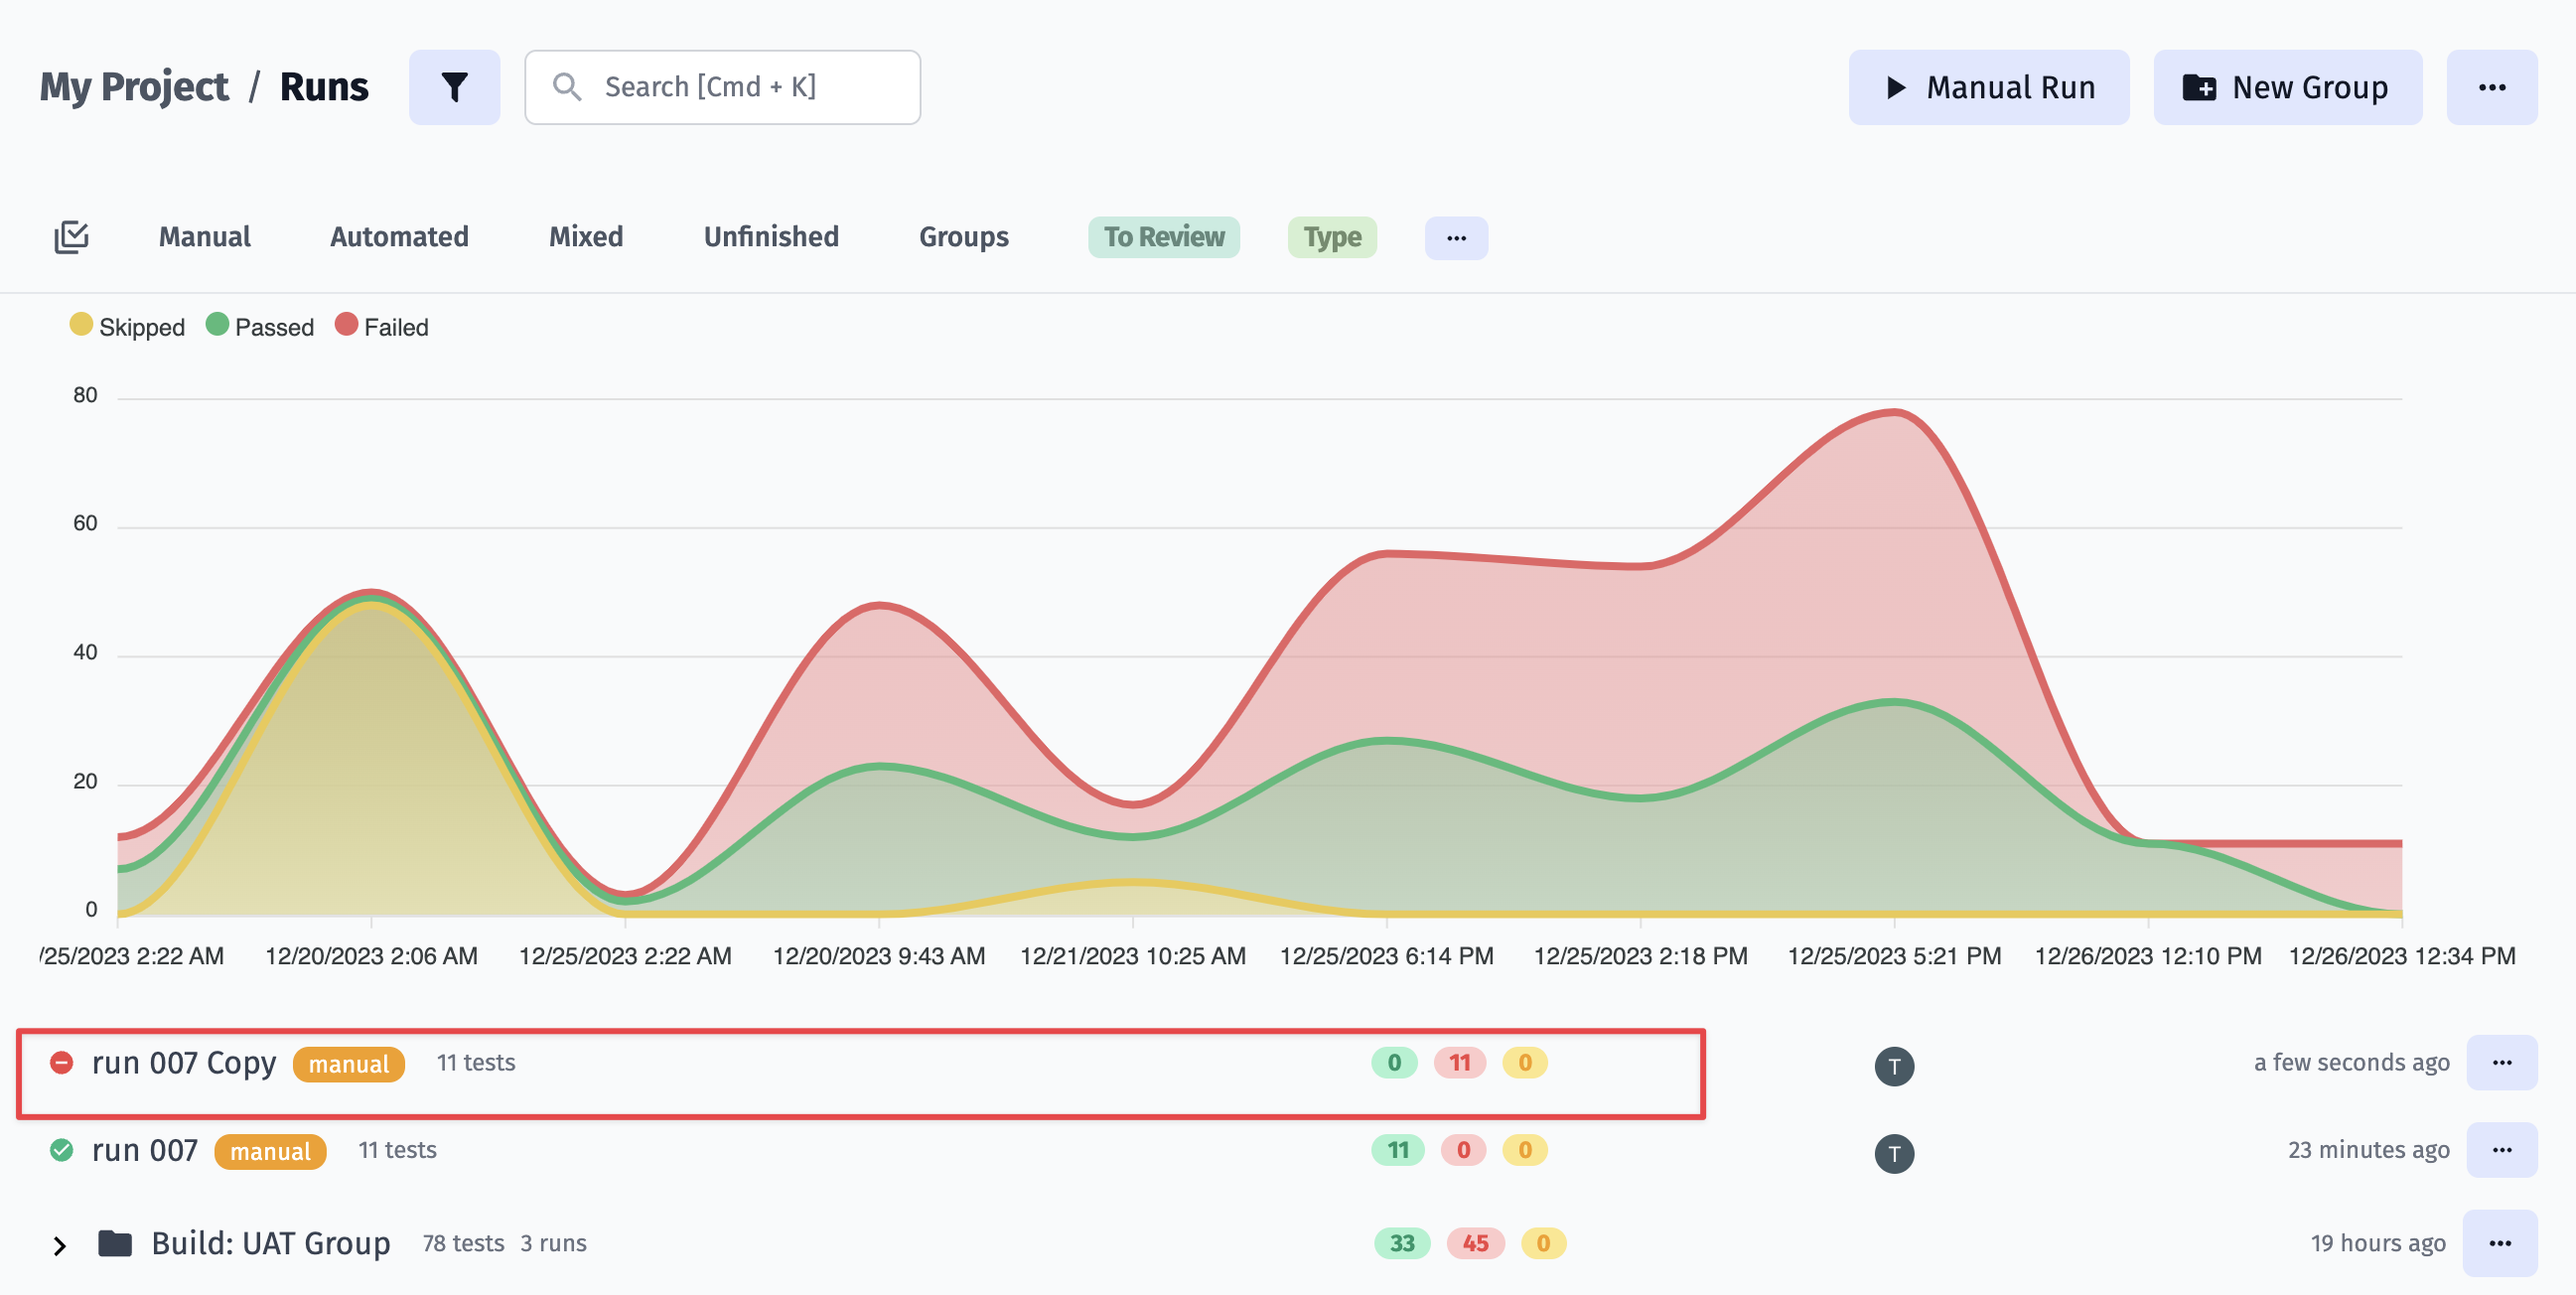 My Project / Runs
Search [Cmd + K]
Manual Run
New Group
Manual
Automated
Mixed
Unfinished
Groups
To Review
Type
Skipped
Passed
Failed
80
60
40
20
0
/25/2023 2:22 AM
12/20/2023 2:06 AM
12/25/2023 2:22 AM
12/20/2023 9:43 AM
12/21/2023 10:25 AM
12/25/2023 6:14 PM
12/25/2023 2:18 PM
12/25/2023 5:21 PM
12/26/2023 12:10 PM
12/26/2023 12:34 PM
run 007 Copy manual 11 tests 0 11 0 T a few seconds ago
run 007 manual 11 tests 11 0 0 T 23 minutes ago
Build: UAT Group 78 tests 3 runs 33 45 0 19 hours ago